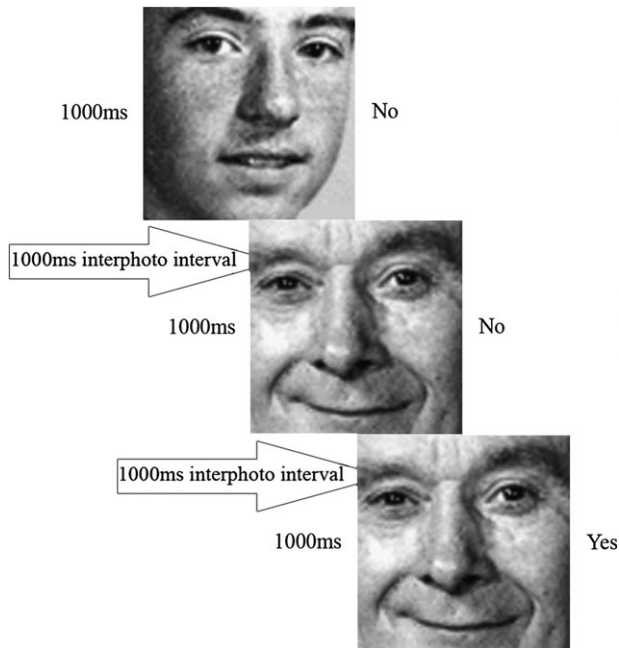 1000ms
No
1000ms interphoto interval
1000ms
No
1000ms interphoto interval
1000ms
Yes